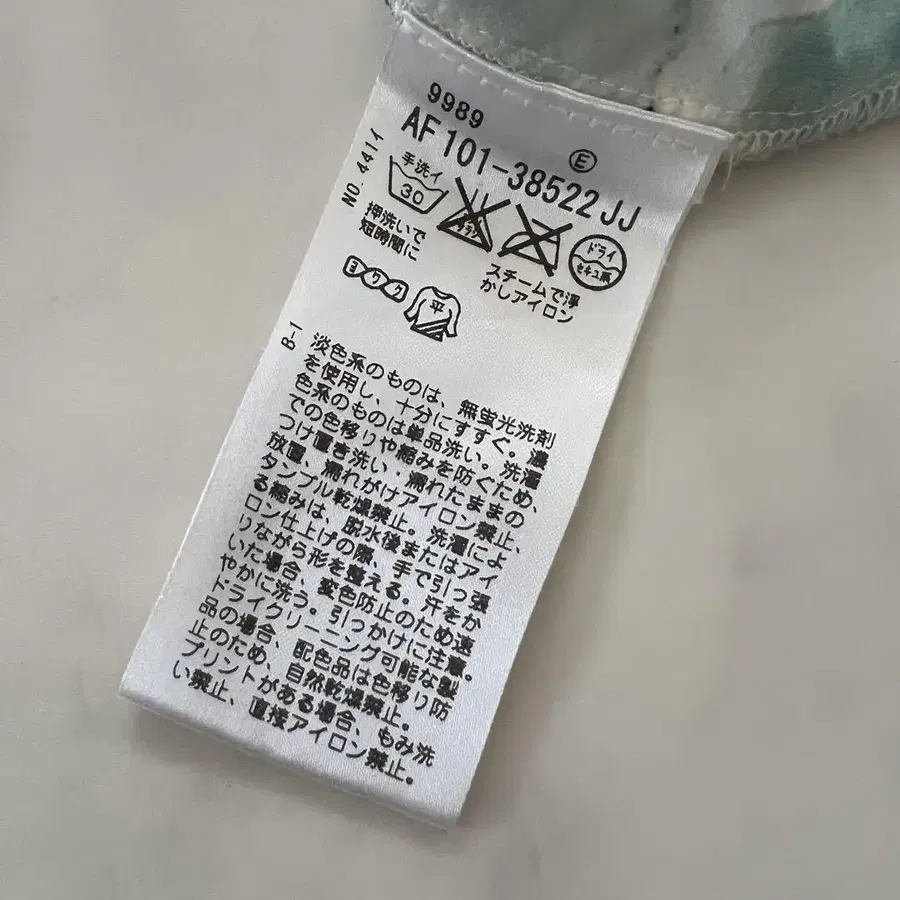 9989
AF101-38522JJ
E
NO. 441イ
手洗イ
30
ドライ
セキユ系
押洗いで
短時間に
スチームで浮
かしアイロン
ヨワク
平
B-1
淡色系のものは、無蛍光洗剤
を使用し、十分にすすぐ。濃
色系のものは単品洗い。洗濯
での色移りや縮みを防ぐため、
つけ置き洗い・濡れたままの
放置、濡れがけアイロン禁止、
タンブル乾燥禁止。洗濯によ
る縮みは、脱水後またはアイ
ロン仕上げの際、手で引っ張
りながら形を整える。汗をか
いた場合、変色防止のため速
やかに洗う。引っかけに注意。
ドライクリーニング可能な製
品の場合、配色品は色移り防
止のため、自然乾燥禁止。
プリントがある場合、もみ洗
い禁止、直接アイロン禁止。